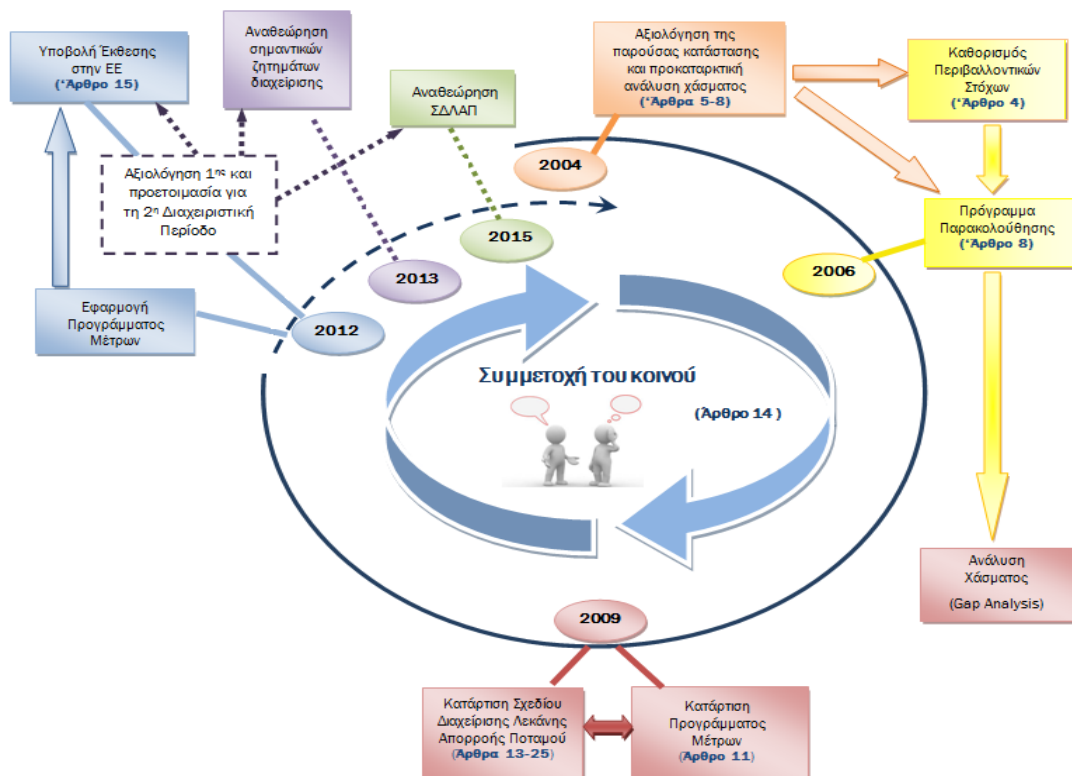 Υποβολή Έκθεσης
στην ΕΕ
(‘Άρθρο 15)
Αναθεώρηση
σημαντικών
ζητημάτων
διαχείρισης
Αναθεώρηση
ΣΔΛΑΠ
Αξιολόγηση της
παρούσας κατάστασης
και προκαταρκτική
ανάλυση χάσματος
(‘Άρθρα 5-8)
Καθορισμός
Περιβαλλοντικών
Στόχων
(‘Άρθρο 4)
Αξιολόγηση 1ης και
προετοιμασία για
τη 2η Διαχειριστική
Περίοδο
2004
2015
2013
2012
2006
Πρόγραμμα
Παρακολούθησης
(‘Άρθρο 8)
Εφαρμογή
Προγράμματος
Μέτρων
Συμμετοχή του κοινού
(Άρθρο 14 )
Ανάλυση
Χάσματος
(Gap Analysis)
2009
Κατάρτιση Σχεδίου
Διαχείρισης Λεκάνης
Απορροής Ποταμού
(Άρθρα 13-25)
Κατάρτιση
Προγράμματος
Μέτρων
(Άρθρο 11)